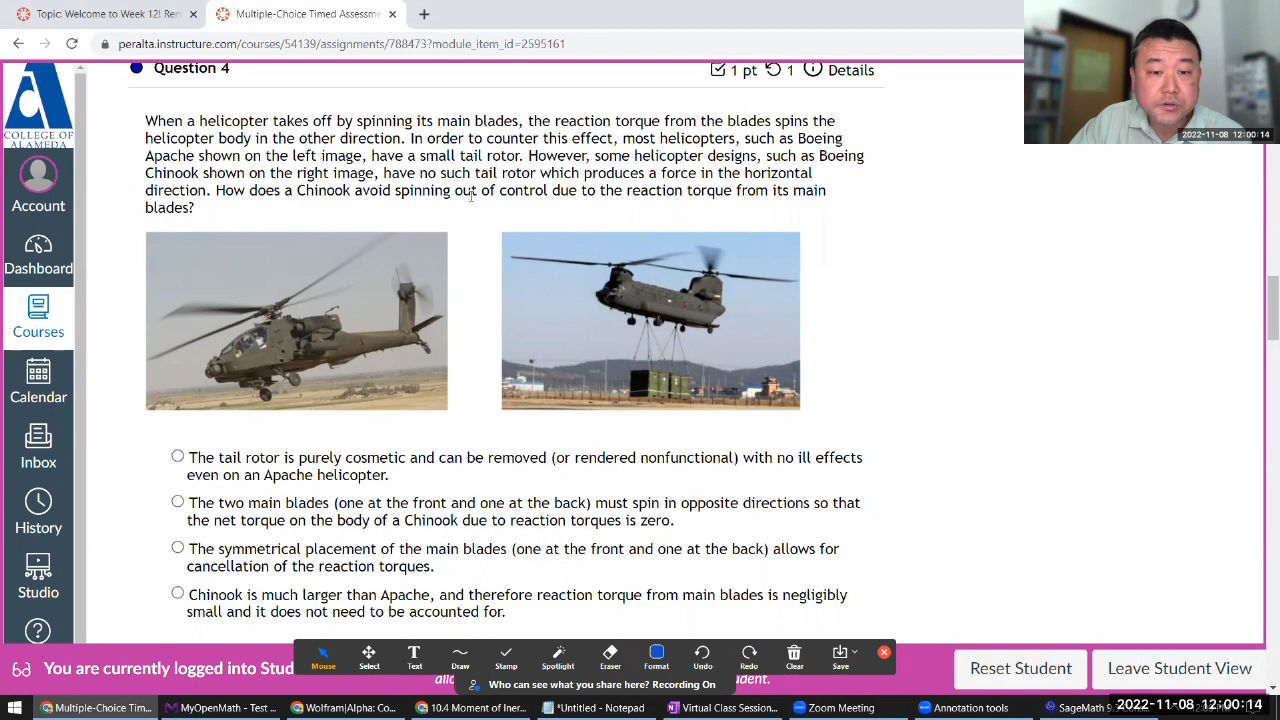 Topic: Welcome to Week 12! Rem
Multiple-Choice Timed Assessme
peralta.instructure.com/courses/54139/assignments/788473?module_item_id=2595161
2022-11-08 12:00:14
COLLEGE OF
ALAMEDA
Account
Dashboard
Courses
Calendar
Inbox
History
Studio
Question 4
1 pt
1
Details
When a helicopter takes off by spinning its main blades, the reaction torque from the blades spins the
helicopter body in the other direction. In order to counter this effect, most helicopters, such as Boeing
Apache shown on the left image, have a small tail rotor. However, some helicopter designs, such as Boeing
Chinook shown on the right image, have no such tail rotor which produces a force in the horizontal
direction. How does a Chinook avoid spinning out of control due to the reaction torque from its main
blades?
The tail rotor is purely cosmetic and can be removed (or rendered nonfunctional) with no ill effects
even on an Apache helicopter.
The two main blades (one at the front and one at the back) must spin in opposite directions so that
the net torque on the body of a Chinook due to reaction torques is zero.
The symmetrical placement of the main blades (one at the front and one at the back) allows for
cancellation of the reaction torques.
Chinook is much larger than Apache, and therefore reaction torque from main blades is negligibly
small and it does not need to be accounted for.
Mouse
Select
Text
Draw
Stamp
Spotlight
Eraser
Format
Undo
Redo
Clear
Save
Who can see what you share here? Recording On
You are currently logged into Stud
udent.
Reset Student
Leave Student View
Multiple-Choice Tim...
MyOpenMath - Test ...
Wolfram|Alpha: Co...
10.4 Moment of Iner...
*Untitled - Notepad
Virtual Class Session...
Zoom Meeting
Annotation tools
SageMath 9.
2022-11-08 12:00:14